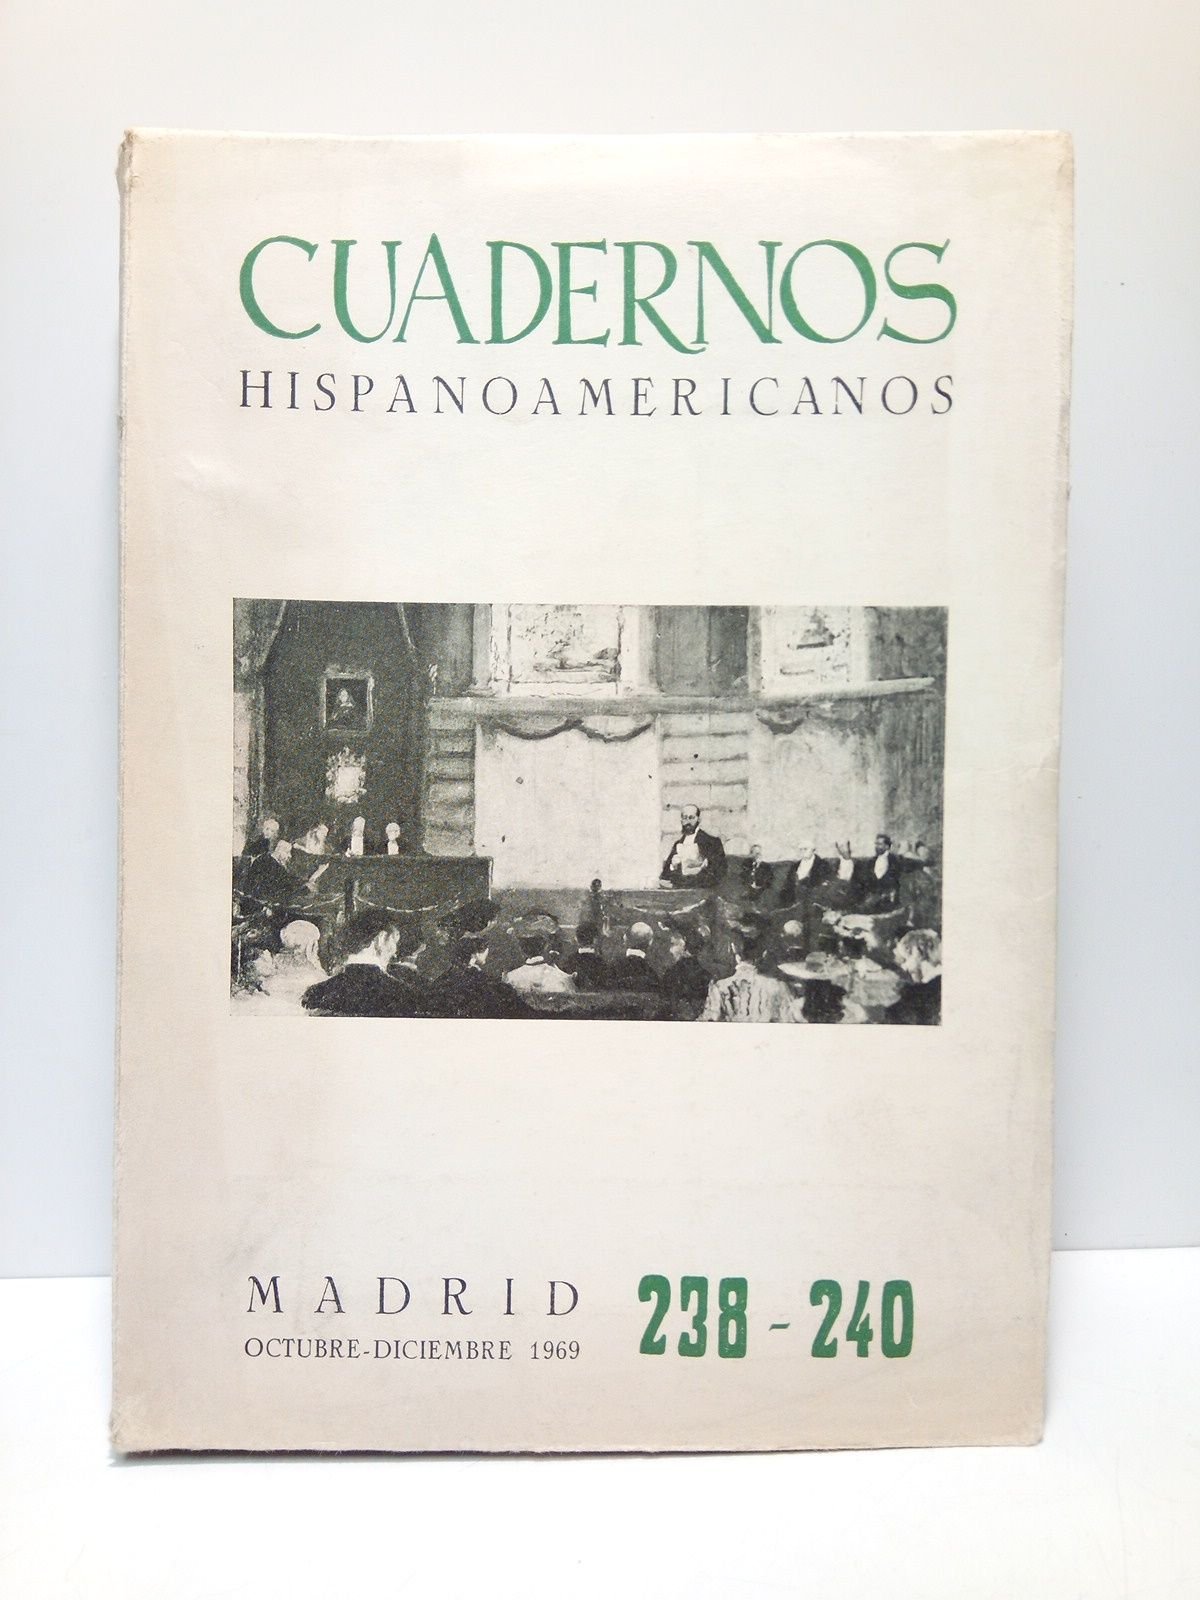 CUADERNOS
HISPANOAMERICANOS
MADRID
OCTUBRE-DICIEMBRE 1969
238 - 240